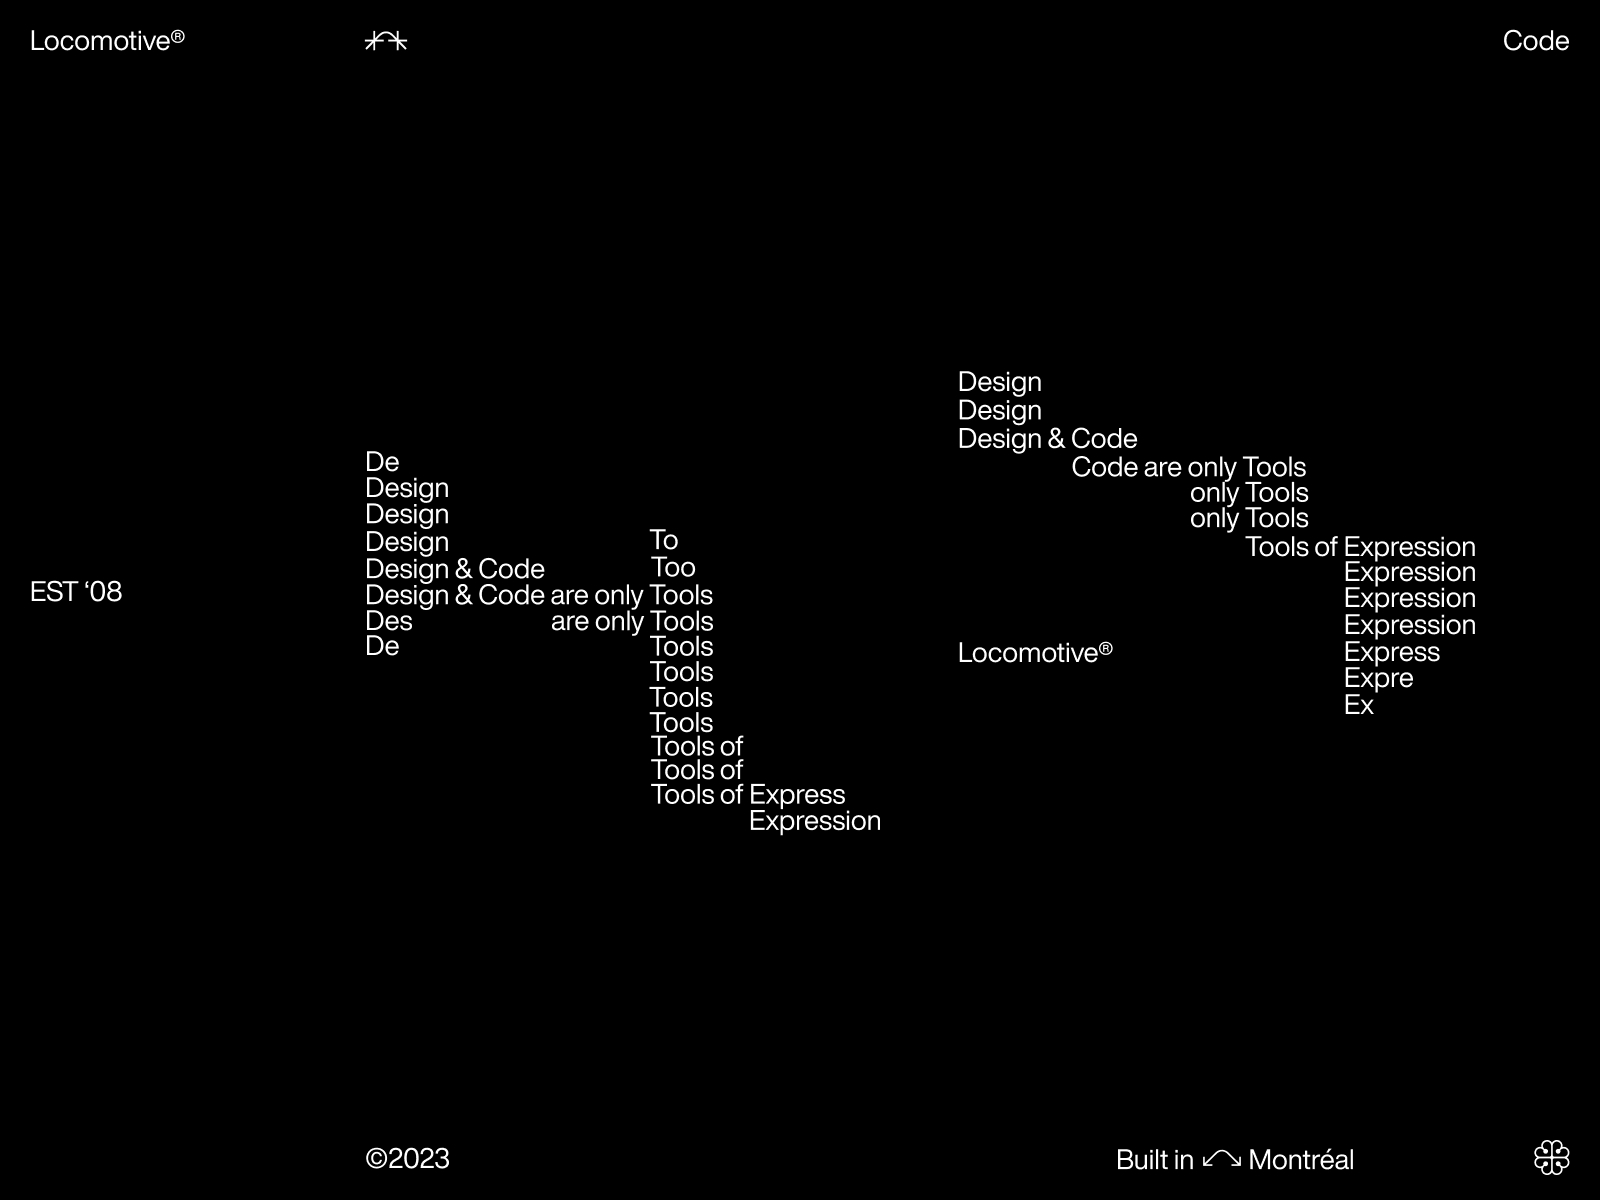 Locomotive®
Code
EST ‘08
De
Design
Design
Design
Design & Code
Design & Code are only Tools
Des are only Tools
De
To
Too
Tools
Tools
Tools
Tools
Tools of
Tools of
Tools of Express
Expression
Design
Design
Design & Code
Code are only Tools
only Tools
only Tools
Tools of Expression
Expression
Expression
Expression
Express
Expre
Ex
Locomotive®
©2023
Built in Montréal